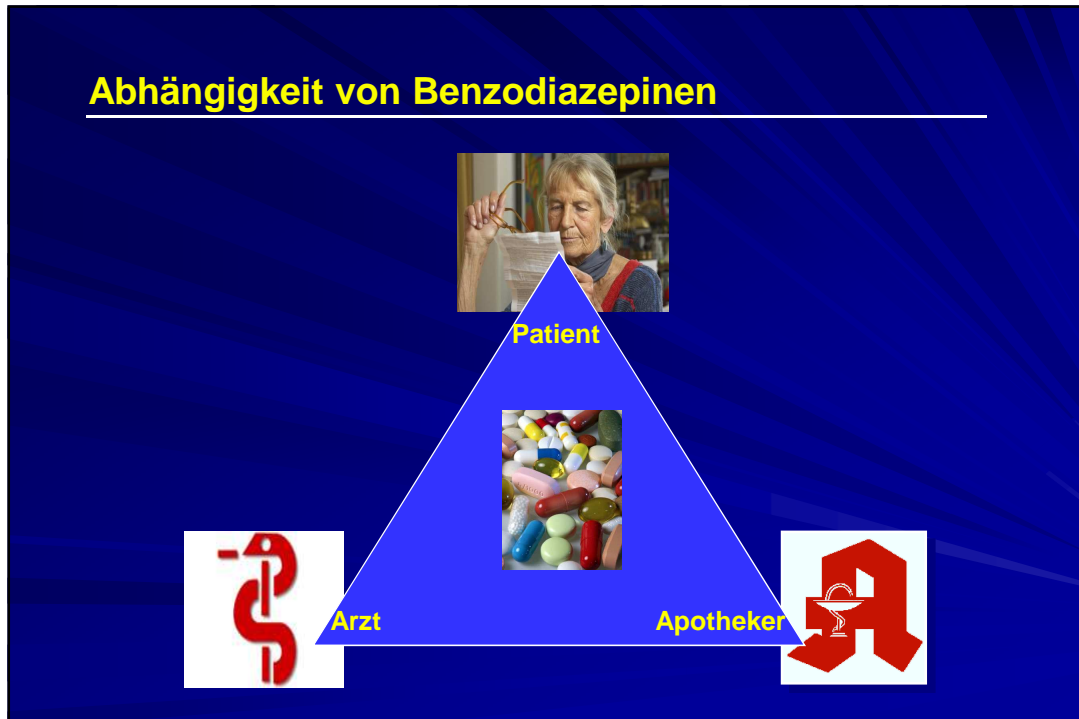 Abhängigkeit von Benzodiazepinen
Patient
Arzt
Apotheker